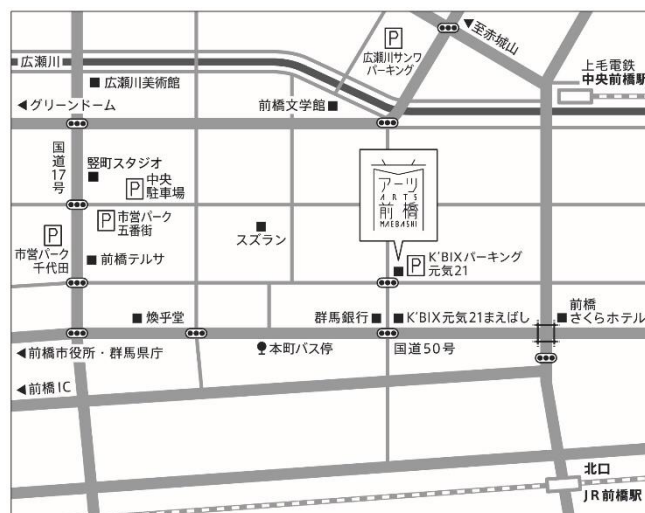 至赤城山
P
広瀬川サンワ
パーキング
上毛電鉄
中央前橋駅
広瀬川
広瀬川美術館
グリーンドーム
前橋文学館
国道17号
竪町スタジオ
P 中央
駐車場
アーツ
ARTS
前橋
MAEBASHI
P 市営パーク
五番街
P
市営パーク
千代田
スズラン
前橋テルサ
P K'BIXパーキング
元気21
煥乎堂
群馬銀行
K'BIX元気21まえばし
前橋
さくらホテル
前橋市役所・群馬県庁
本町バス停
国道50号
前橋IC
北口
JR前橋駅